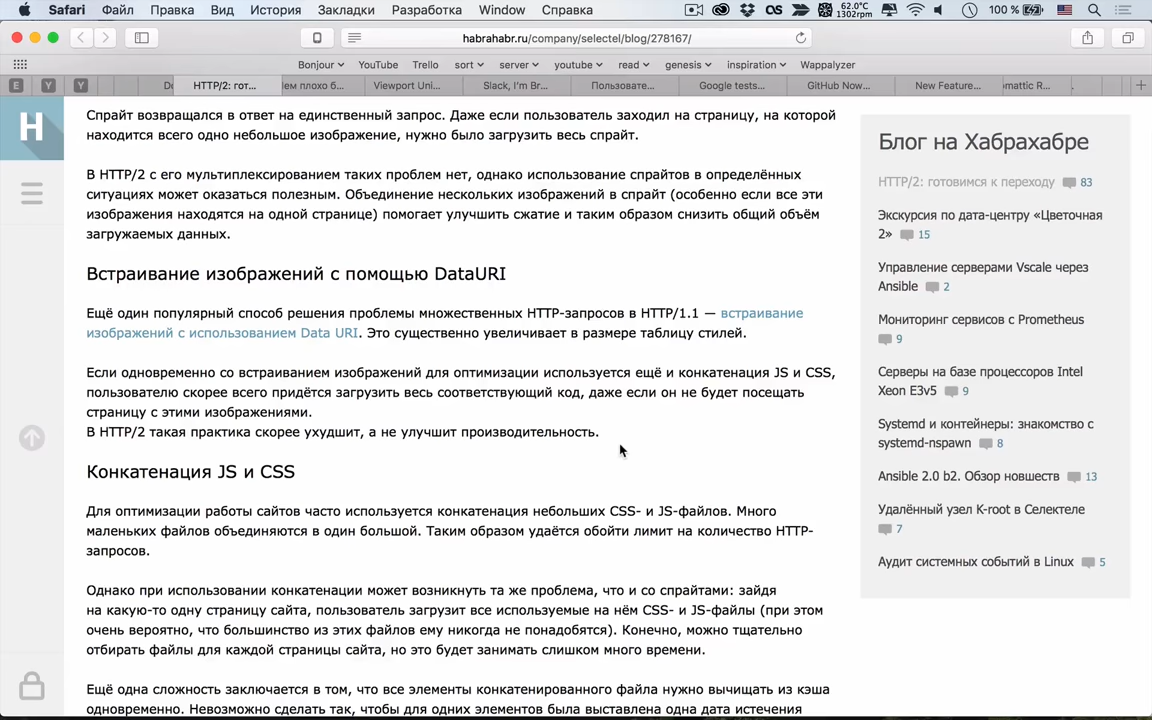 Safari Файл Правка Вид История Закладки Разработка Window Справка
62.0°C
1302rpm
100 %
habrahabr.ru/company/selectel/blog/278167/
Bonjour YouTube Trello sort server youtube read genesis inspiration Wappalyzer
E Y Y HTTP/2: гот... Viewport Uni... Slack, I'm Br... Пользовате... Google tests... GitHub Now... New Feature...
H
Спрайт возвращался в ответ на единственный запрос. Даже если пользователь заходил на страницу, на которой
находится всего одно небольшое изображение, нужно было загрузить весь спрайт.
В HTTP/2 с его мультиплексированием таких проблем нет, однако использование спрайтов в определённых
ситуациях может оказаться полезным. Объединение нескольких изображений в спрайт (особенно если все эти
изображения находятся на одной странице) помогает улучшить сжатие и таким образом снизить общий объём
загружаемых данных.
Встраивание изображений с помощью DataURI
Ещё один популярный способ решения проблемы множественных HTTP-запросов в HTTP/1.1 — встраивание
изображений с использованием Data URI. Это существенно увеличивает в размере таблицу стилей.
Если одновременно со встраиванием изображений для оптимизации используется ещё и конкатенация JS и CSS,
пользователю скорее всего придётся загрузить весь соответствующий код, даже если он не будет посещать
страницу с этими изображениями.
В HTTP/2 такая практика скорее ухудшит, а не улучшит производительность.
Конкатенация JS и CSS
Для оптимизации работы сайтов часто используется конкатенация небольших CSS- и JS-файлов. Много
маленьких файлов объединяются в один большой. Таким образом удаётся обойти лимит на количество HTTP-
запросов.
Однако при использовании конкатенации может возникнуть та же проблема, что и со спрайтами: зайдя
на какую-то одну страницу сайта, пользователь загрузит все используемые на нём CSS- и JS-файлы (при этом
очень вероятно, что большинство из этих файлов ему никогда не понадобятся). Конечно, можно тщательно
отбирать файлы для каждой страницы сайта, но это будет занимать слишком много времени.
Ещё одна сложность заключается в том, что все элементы конкатенированного файла нужно вычищать из кэша
одновременно. Невозможно сделать так, чтобы для одних элементов была выставлена одна дата истечения
Блог на Хабрахабре
HTTP/2: готовимся к переходу 83
Экскурсия по дата-центру «Цветочная
2» 15
Управление серверами Vscale через
Ansible 2
Мониторинг сервисов с Prometheus
9
Серверы на базе процессоров Intel
Xeon E3v5 9
Systemd и контейнеры: знакомство с
systemd-nspawn 8
Ansible 2.0 b2. Обзор новшеств 13
Удалённый узел K-root в Селектеле
7
Аудит системных событий в Linux 5